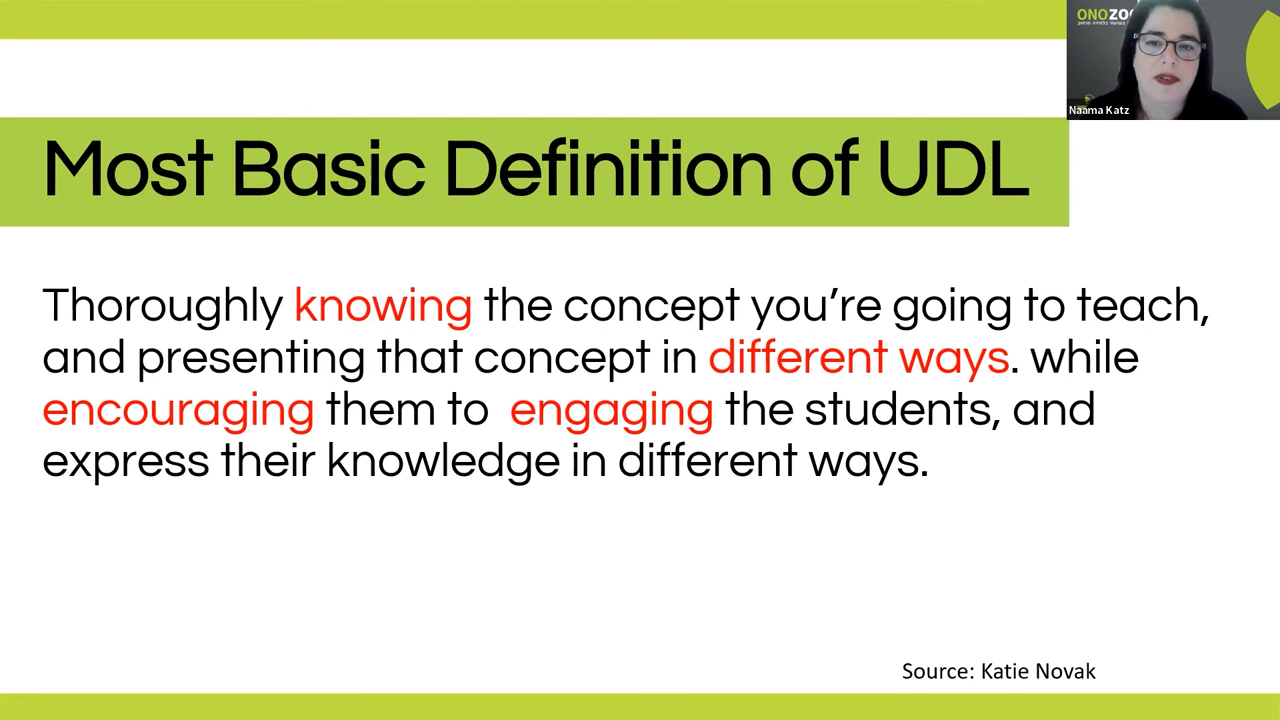 ONOZO
Naama Katz
Most Basic Definition of UDL
Thoroughly knowing the concept you’re going to teach,
and presenting that concept in different ways. while
encouraging them to engaging the students, and
express their knowledge in different ways.
Source: Katie Novak